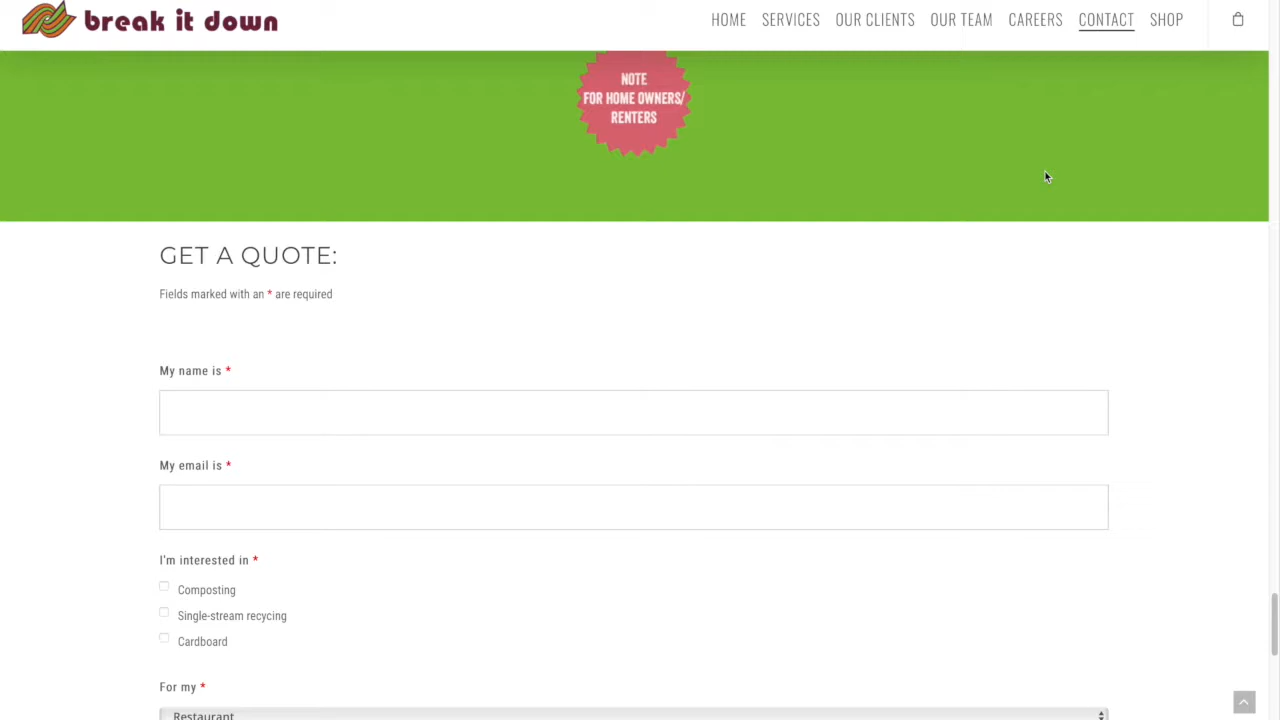 break it down
HOME SERVICES OUR CLIENTS OUR TEAM CAREERS CONTACT SHOP
NOTE
FOR HOME OWNERS/
RENTERS
GET A QUOTE:
Fields marked with an * are required
My name is *
My email is *
I'm interested in *
Composting
Single-stream recycing
Cardboard
For my *
Restaurant